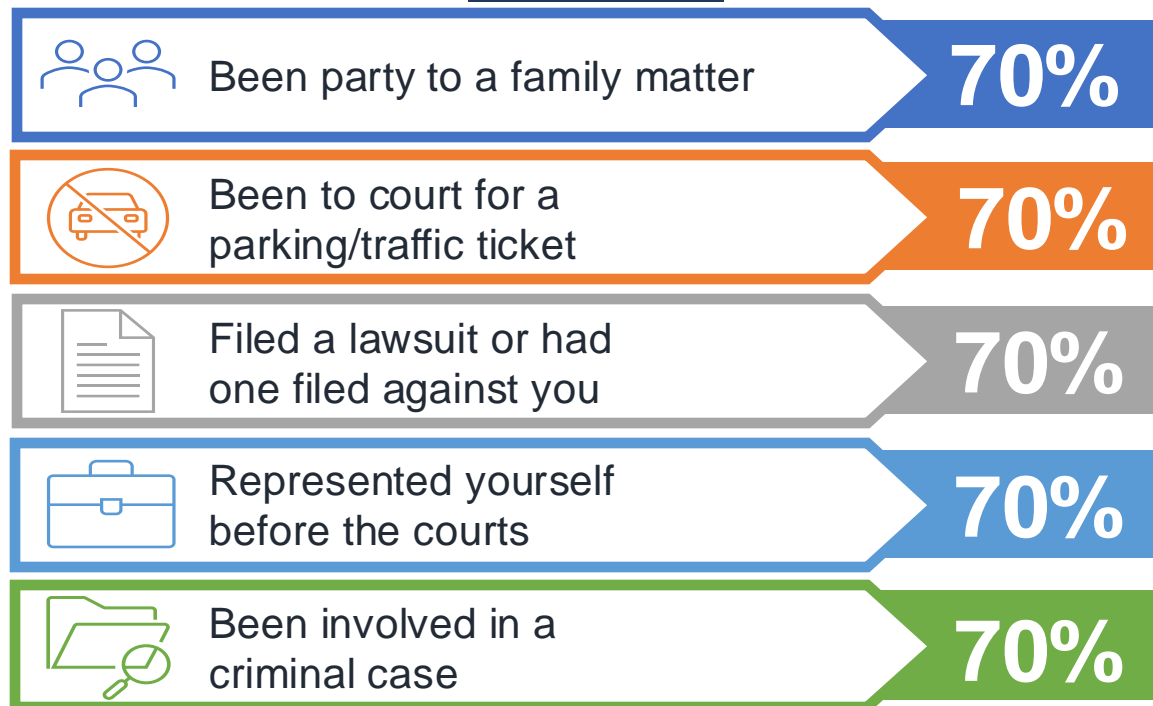 Been party to a family matter
70%
Been to court for a
parking/traffic ticket
70%
Filed a lawsuit or had
one filed against you
70%
Represented yourself
before the courts
70%
Been involved in a
criminal case
70%